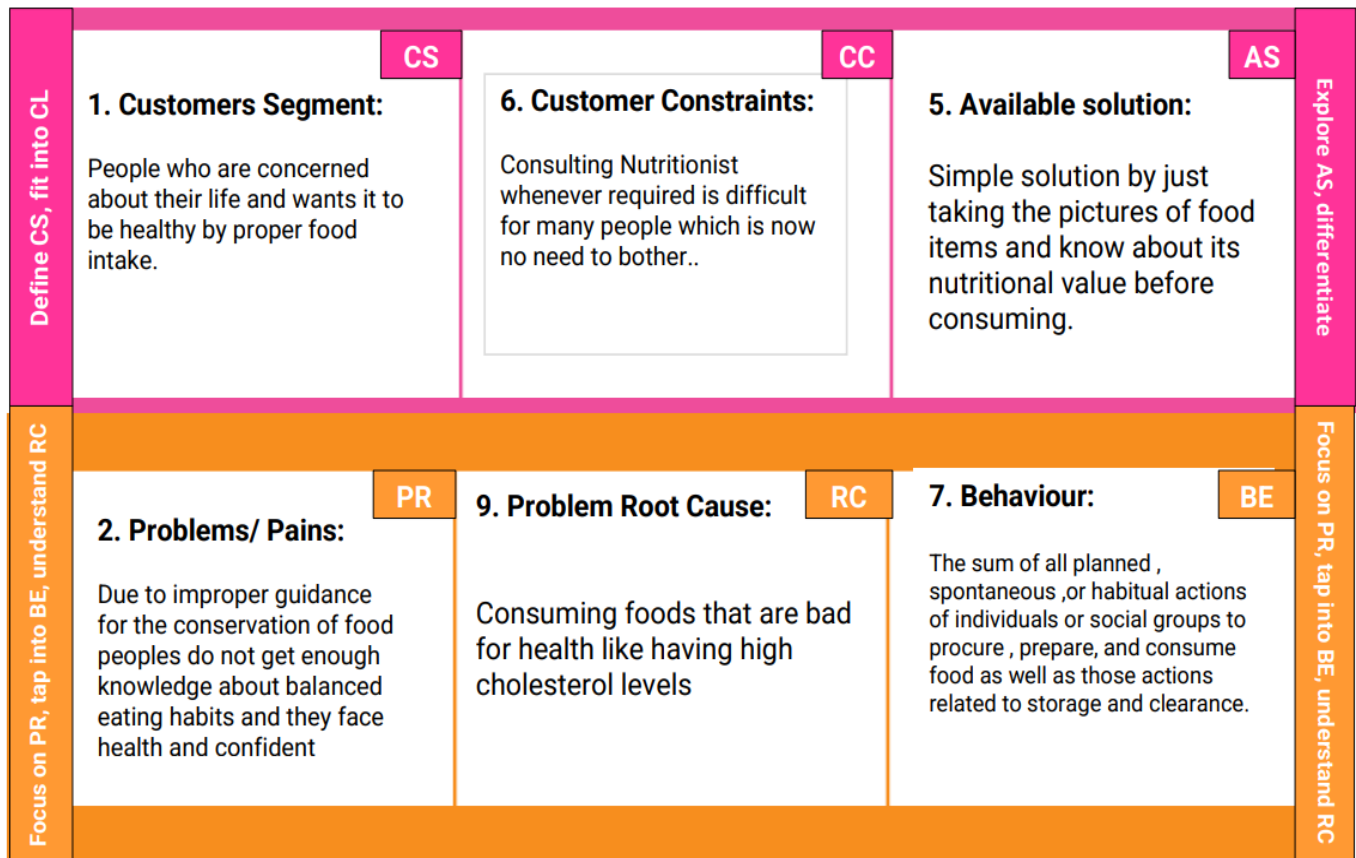 Define CS, fit into CL
CS
1. Customers Segment:
People who are concerned
about their life and wants it to
be healthy by proper food
intake.
CC
6. Customer Constraints:
Consulting Nutritionist
whenever required is difficult
for many people which is now
no need to bother..
AS
5. Available solution:
Simple solution by just
taking the pictures of food
items and know about its
nutritional value before
consuming.
Explore AS, differentiate
Focus on PR, tap into BE, understand RC
PR
2. Problems/ Pains:
Due to improper guidance
for the conservation of food
peoples do not get enough
knowledge about balanced
eating habits and they face
health and confident
RC
9. Problem Root Cause:
Consuming foods that are bad
for health like having high
cholesterol levels
BE
7. Behaviour:
The sum of all planned ,
spontaneous ,or habitual actions
of individuals or social groups to
procure , prepare, and consume
food as well as those actions
related to storage and clearance.
Focus on PR, tap into BE, understand RC